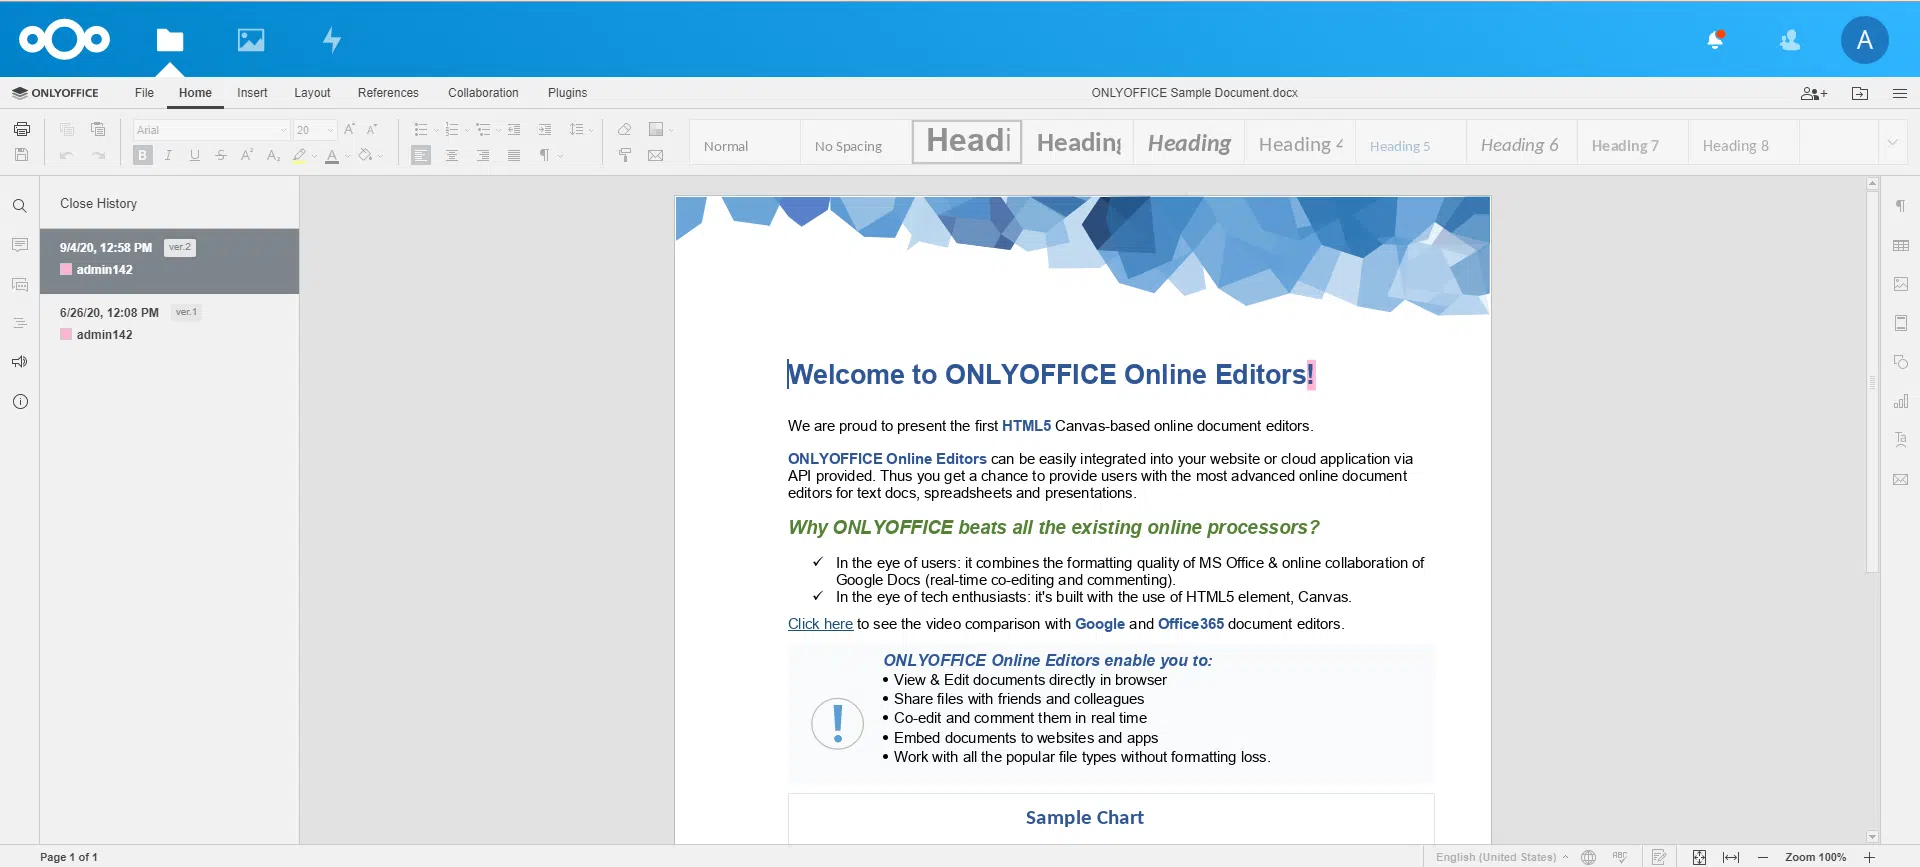 A
ONLYOFFICE
File Home Insert Layout References Collaboration Plugins
ONLYOFFICE Sample Document.docx
Arial 20
Normal No Spacing Headi Heading Heading Heading 4 Heading 5 Heading 6 Heading 7 Heading 8
Close History
9/4/20, 12:58 PM ver.2
admin142
6/26/20, 12:08 PM ver.1
admin142
Welcome to ONLYOFFICE Online Editors!
We are proud to present the first HTML5 Canvas-based online document editors.
ONLYOFFICE Online Editors can be easily integrated into your website or cloud application via
API provided. Thus you get a chance to provide users with the most advanced online document
editors for text docs, spreadsheets and presentations.
Why ONLYOFFICE beats all the existing online processors?
✓ In the eye of users: it combines the formatting quality of MS Office & online collaboration of
Google Docs (real-time co-editing and commenting).
✓ In the eye of tech enthusiasts: it's built with the use of HTML5 element, Canvas.
Click here to see the video comparison with Google and Office365 document editors.
ONLYOFFICE Online Editors enable you to:
• View & Edit documents directly in browser
• Share files with friends and colleagues
• Co-edit and comment them in real time
• Embed documents to websites and apps
• Work with all the popular file types without formatting loss.
Sample Chart
Page 1 of 1
English (United States)
Zoom 100%